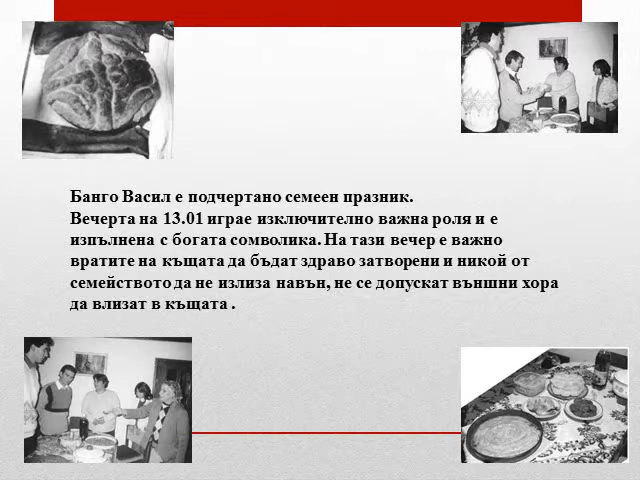 Банго Васил е подчертано семеен празник.
Вечерта на 13.01 играе изключително важна роля и е
изпълнена с богата сомволика. На тази вечер е важно
вратите на къщата да бъдат здраво затворени и никой от
семейството да не излиза навън, не се допускат външни хора
да влизат в къщата .